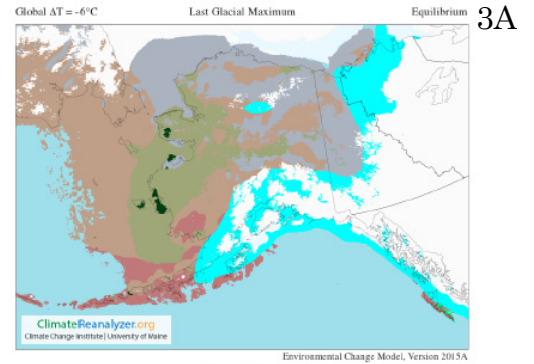 Global ΔT = -6°C Last Glacial Maximum Equilibrium
3A
ClimateReanalyzer.org
Climate Change Institute | University of Maine
Environmental Change Model, Version 2015A